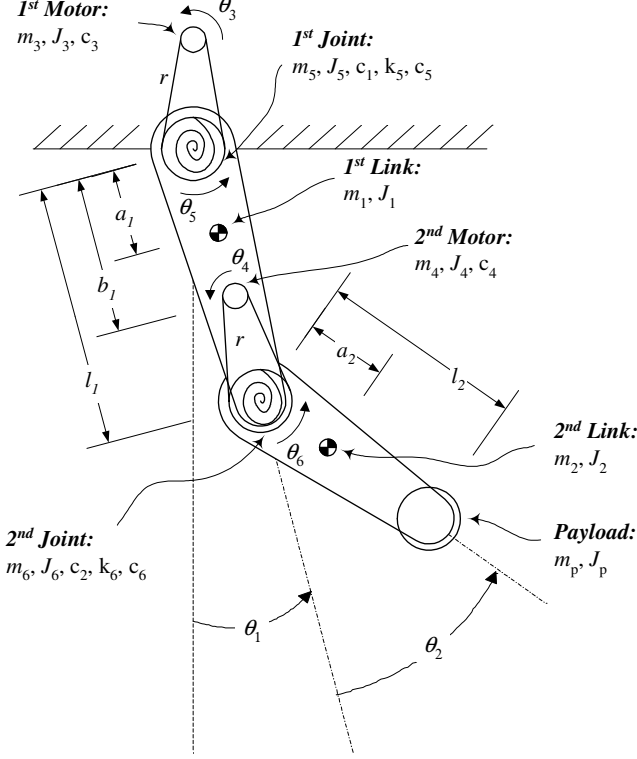 1st Motor:
m3, J3, c3
θ3
1st Joint:
m5, J5, c1, k5, c5
r
1st Link:
m1, J1
θ5
a1
2nd Motor:
m4, J4, c4
θ4
b1
r
l1
a2
l2
2nd Link:
m2, J2
θ6
2nd Joint:
m6, J6, c2, k6, c6
Payload:
mp, Jp
θ1
θ2